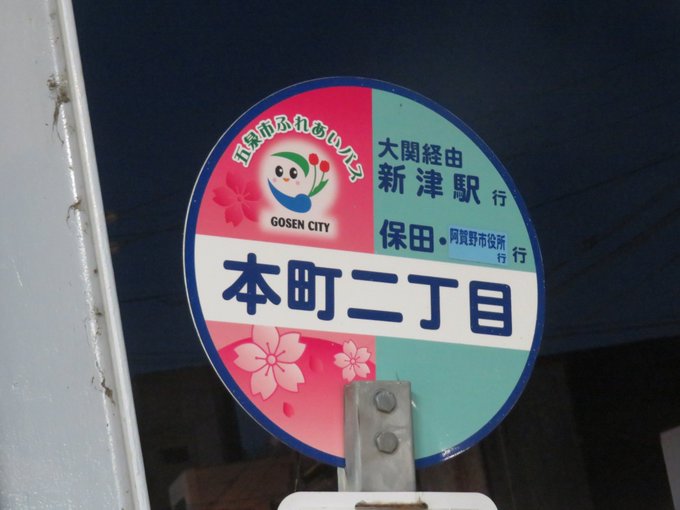 五泉市ふれあいバス
GOSEN CITY
大関経由
新津駅行
保田・阿賀野市役所行 行
本町二丁目